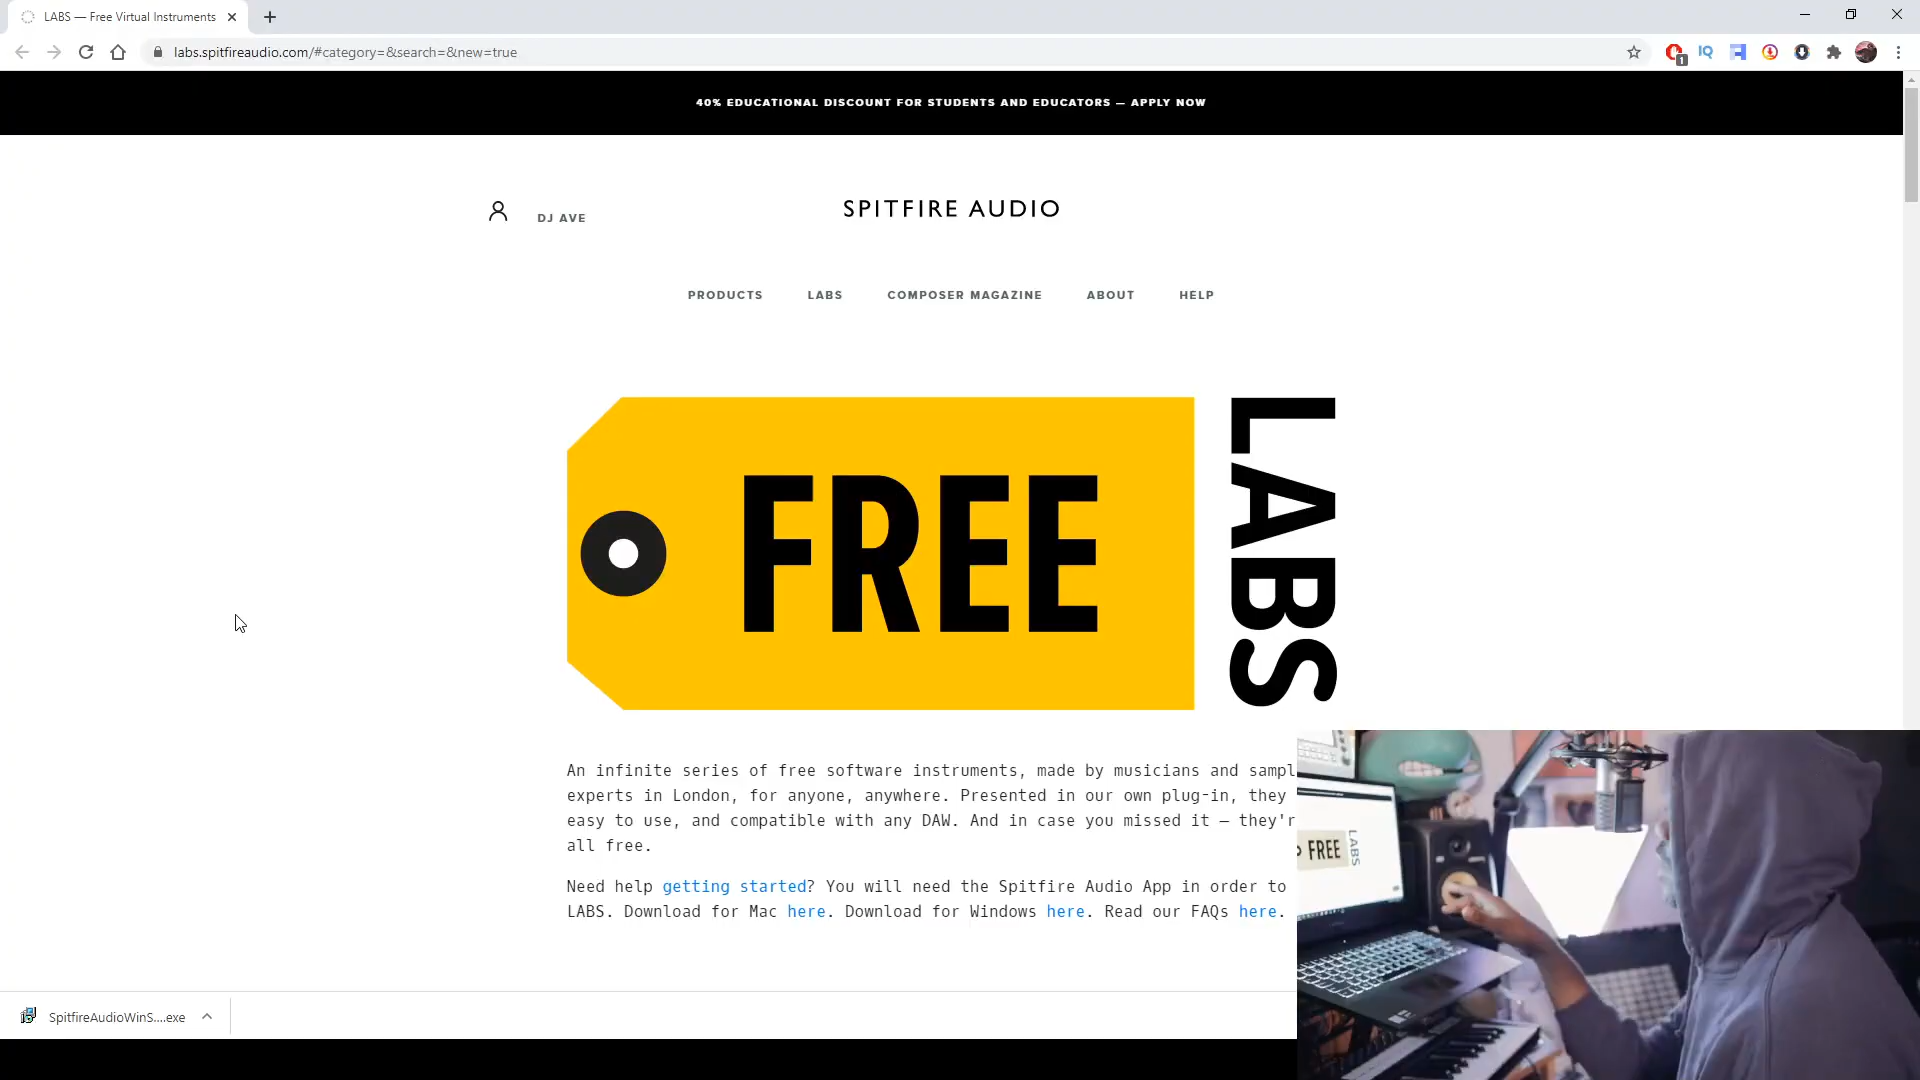 LABS — Free Virtual Instruments
labs.spitfireaudio.com/#category=&search=&new=true
1
IQ
40% EDUCATIONAL DISCOUNT FOR STUDENTS AND EDUCATORS — APPLY NOW
DJ AVE
SPITFIRE AUDIO
PRODUCTS LABS COMPOSER MAGAZINE ABOUT HELP
FREE
LABS
An infinite series of free software instruments, made by musicians and sampl
experts in London, for anyone, anywhere. Presented in our own plug-in, they
easy to use, and compatible with any DAW. And in case you missed it — they'r
all free.
Need help getting started? You will need the Spitfire Audio App in order to
LABS. Download for Mac here. Download for Windows here. Read our FAQs here.
FREE
LABS
SpitfireAudioWinS....exe